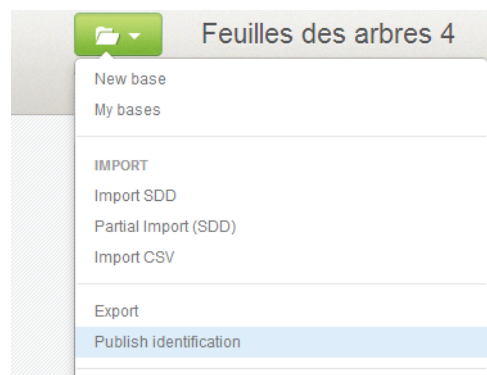 Feuilles des arbres 4
New base
My bases
IMPORT
Import SDD
Partial Import (SDD)
Import CSV
Export
Publish identification